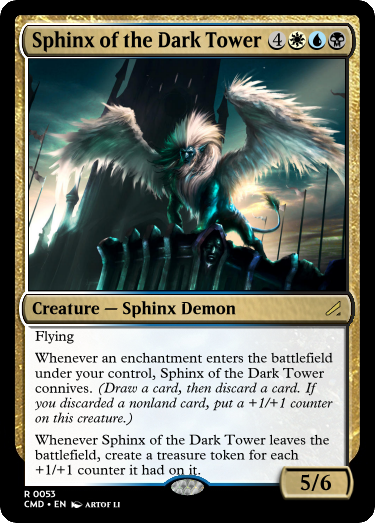 Sphinx of the Dark Tower 4
Creature — Sphinx Demon
Flying
Whenever an enchantment enters the battlefield
under your control, Sphinx of the Dark Tower
connives. (Draw a card, then discard a card. If
you discarded a nonland card, put a +1/+1 counter
on this creature.)
Whenever Sphinx of the Dark Tower leaves the
battlefield, create a treasure token for each
+1/+1 counter it had on it.
5/6
R 0053
CMD • EN ARTOF LI